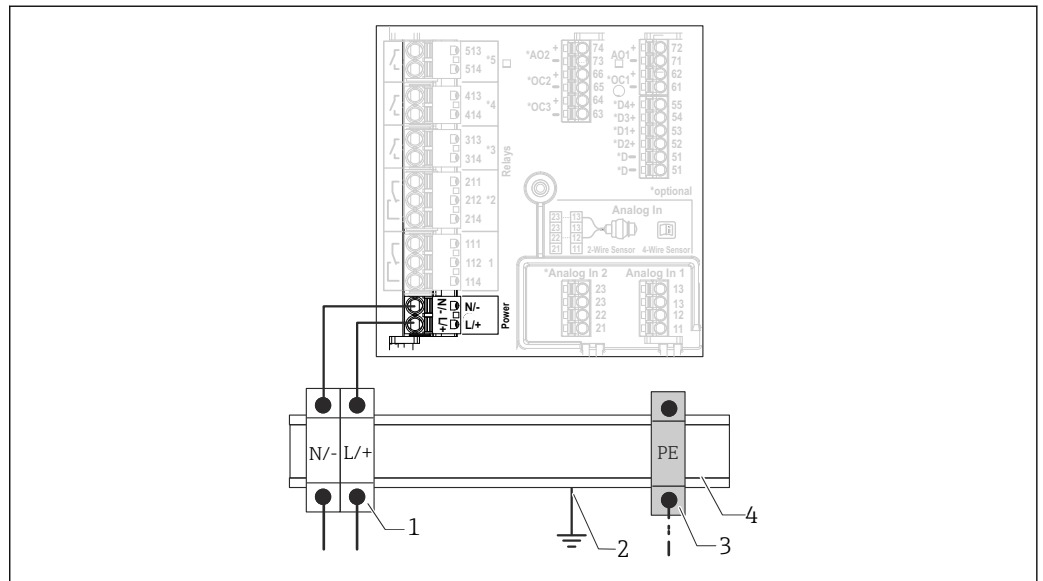 513
*5
514
413
*4
414
313
*3
314
211
212 *2
214
111
112 1
114
Relays
N/-
L/+
N/-
L/+
Power
+ 74
*AO2
- 73
+ 66
*OC2
- 65
+ 64
*OC3
- 63
+ 72
AO1
- 71
+ 62
*OC1
- 61
*D4+ 55
*D3+ 54
*D1+ 53
*D2+ 52
*D- 51
*D- 51
*optional
Analog In
23 13
23 13
22 12
21 11
2-Wire Sensor 4-Wire Sensor
*Analog In 2
23
23
22
21
Analog In 1
13
13
12
11
N/- L/+
PE
1
2
3
4